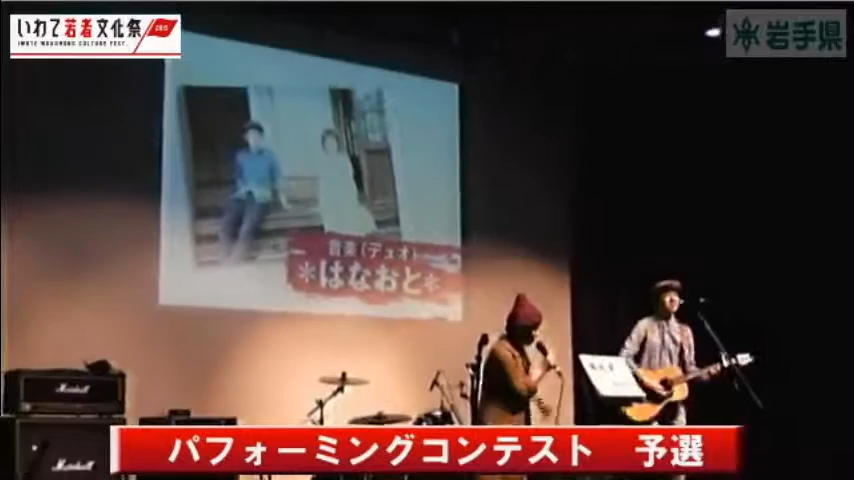 いわて若者文化祭
IWATE WAKAMONO CULTURE FEST.
岩手県
音楽(デュオ)
＊はなおと＊
Marshall
Marshall
パフォーミングコンテスト 予選